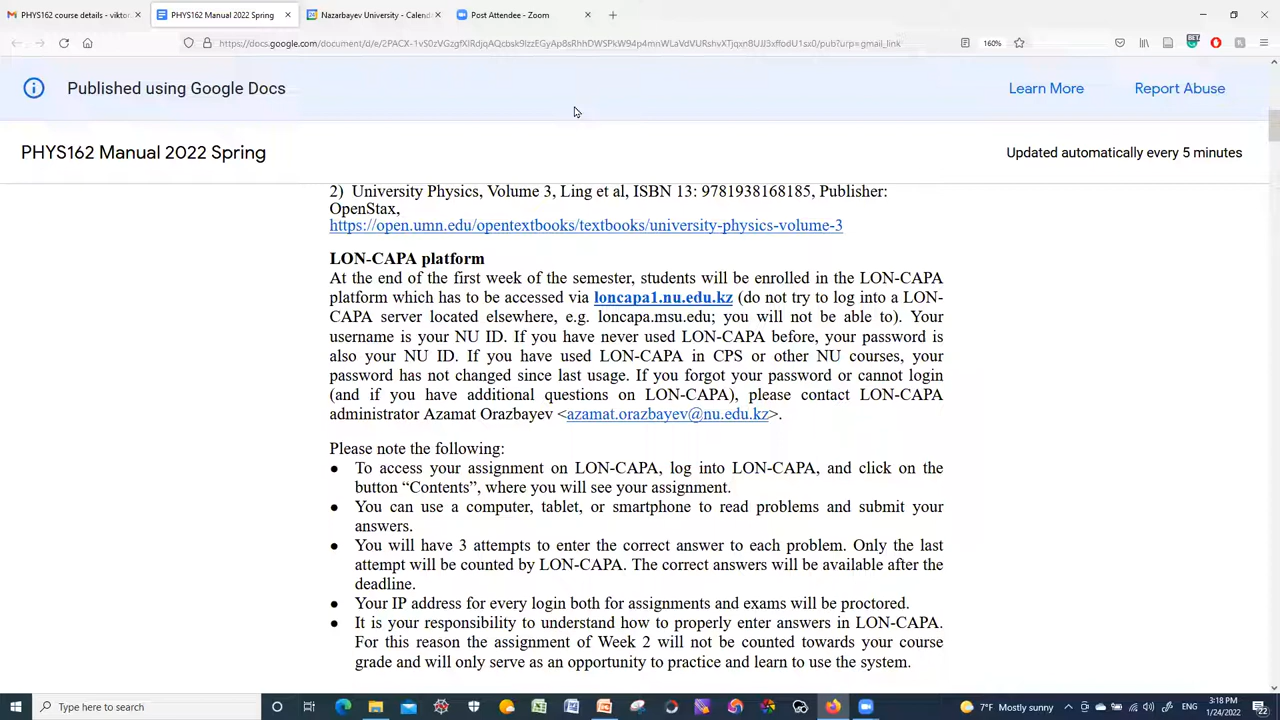 PHYS162 course details - viktor
PHYS162 Manual 2022 Spring
Nazarbayev University - Calend
Post Attendee - Zoom
160%
Published using Google Docs
Learn More
Report Abuse
PHYS162 Manual 2022 Spring
Updated automatically every 5 minutes
2) University Physics, Volume 3, Ling et al, ISBN 13: 9781938168185, Publisher:
OpenStax,
https://open.umn.edu/opentextbooks/textbooks/university-physics-volume-3
LON-CAPA platform
At the end of the first week of the semester, students will be enrolled in the LON-CAPA
platform which has to be accessed via loncapa1.nu.edu.kz (do not try to log into a LON-
CAPA server located elsewhere, e.g. loncapa.msu.edu; you will not be able to). Your
username is your NU ID. If you have never used LON-CAPA before, your password is
also your NU ID. If you have used LON-CAPA in CPS or other NU courses, your
password has not changed since last usage. If you forgot your password or cannot login
(and if you have additional questions on LON-CAPA), please contact LON-CAPA
administrator Azamat Orazbayev <azamat.orazbayev@nu.edu.kz>.
Please note the following:
● To access your assignment on LON-CAPA, log into LON-CAPA, and click on the
button “Contents”, where you will see your assignment.
● You can use a computer, tablet, or smartphone to read problems and submit your
answers.
● You will have 3 attempts to enter the correct answer to each problem. Only the last
attempt will be counted by LON-CAPA. The correct answers will be available after the
deadline.
● Your IP address for every login both for assignments and exams will be proctored.
● It is your responsibility to understand how to properly enter answers in LON-CAPA.
For this reason the assignment of Week 2 will not be counted towards your course
grade and will only serve as an opportunity to practice and learn to use the system.
Type here to search
7°F Mostly sunny
3:18 PM
1/24/2022
22